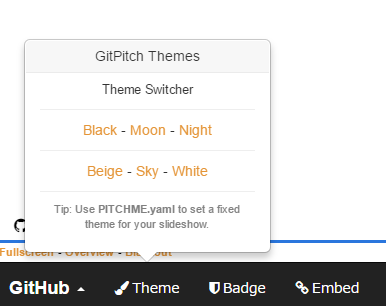 GitPitch Themes
Theme Switcher
Black - Moon - Night
Beige - Sky - White
Tip: Use PITCHME.yaml to set a fixed
theme for your slideshow.
Fullscreen - Overview - out
GitHub Theme Badge Embed